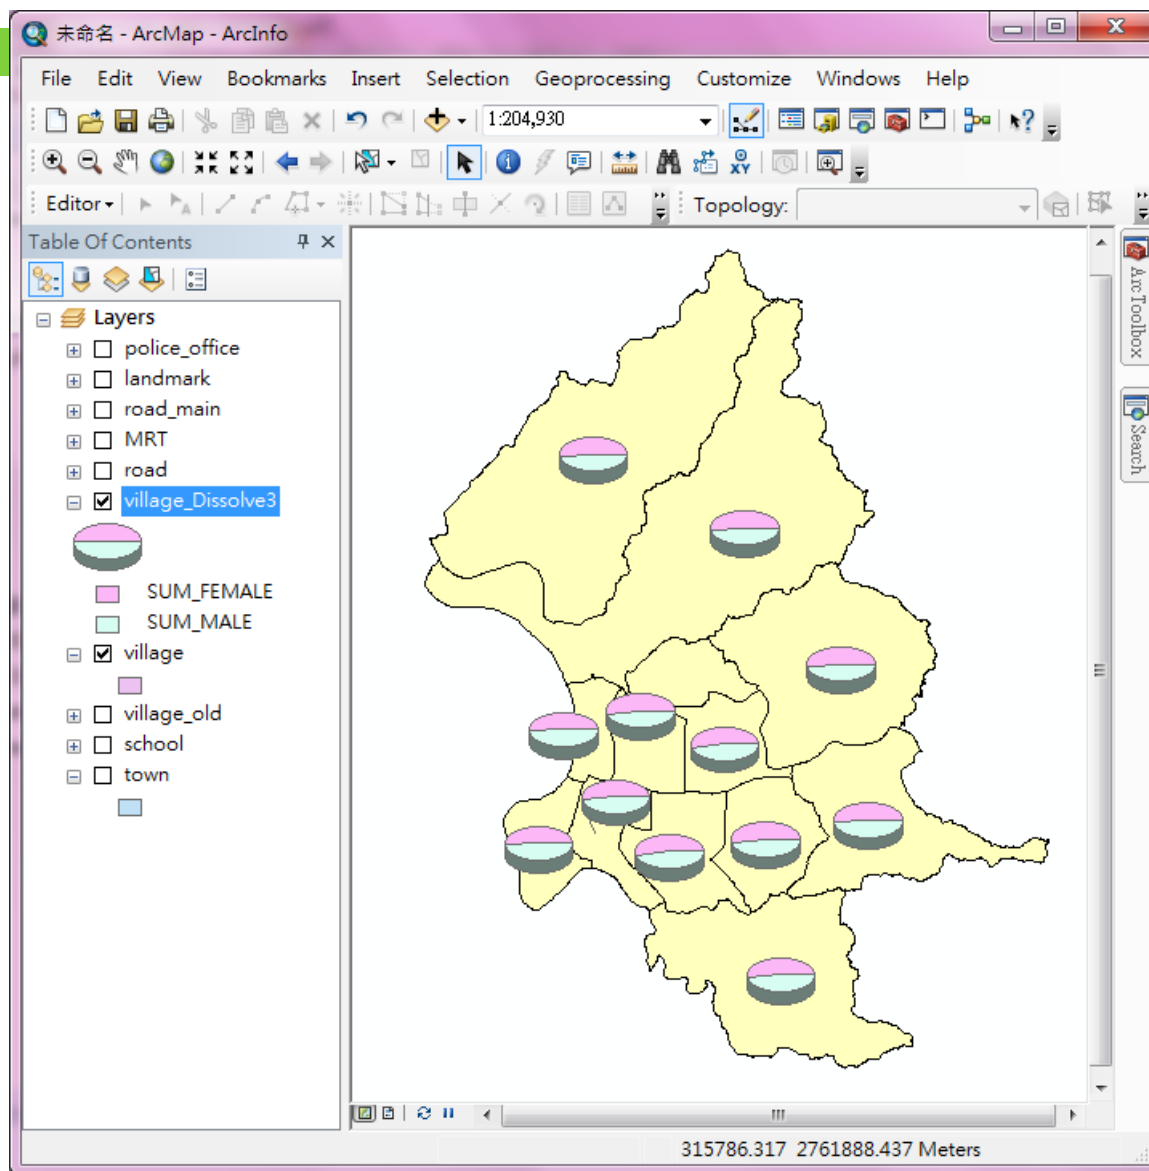 未命名 - ArcMap - ArcInfo
File Edit View Bookmarks Insert Selection Geoprocessing Customize Windows Help
1:204,930
Editor Topology:
Table Of Contents
Layers
police_office
landmark
road_main
MRT
road
village_Dissolve3
SUM_FEMALE
SUM_MALE
village
village_old
school
town
ArcToolbox
Search
315786.317 2761888.437 Meters